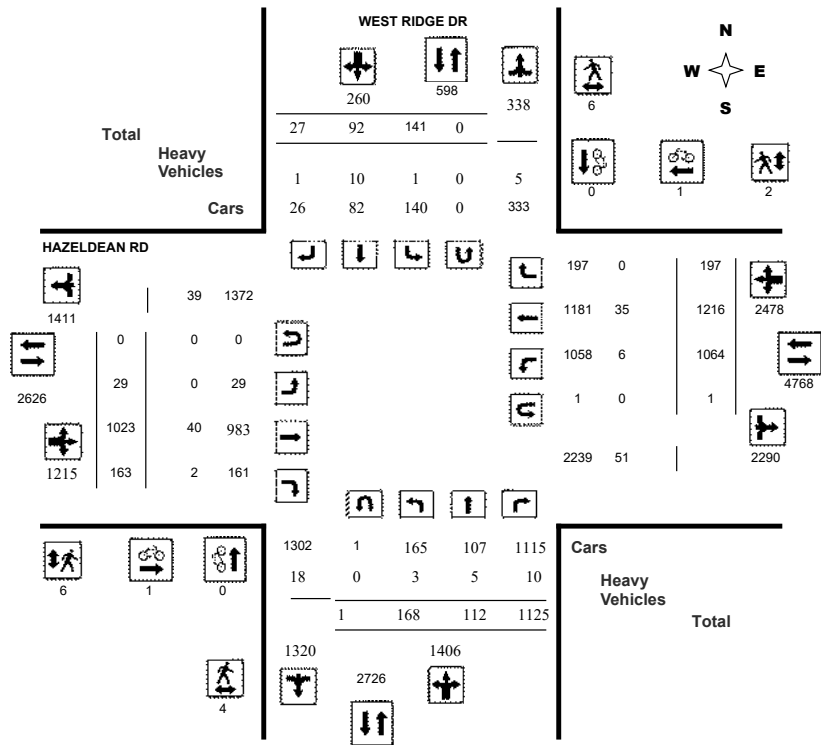 WEST RIDGE DR
N
W E
S
260 598 338 6
27 92 141 0
Total
Heavy
Vehicles
1 10 1 0 5
Cars 26 82 140 0 333
0 1 2
HAZELDEAN RD
39 1372
1411
0 0 0
2626
29 0 29
1023 40 983
1215 163 2 161
197 0 197
1181 35 1216 2478
1058 6 1064
4768
1 0 1
2239 51 2290
6 1 0
1302 1 165 107 1115 Cars
18 0 3 5 10 Heavy
Vehicles
1 168 112 1125 Total
1320 1406
2726
4